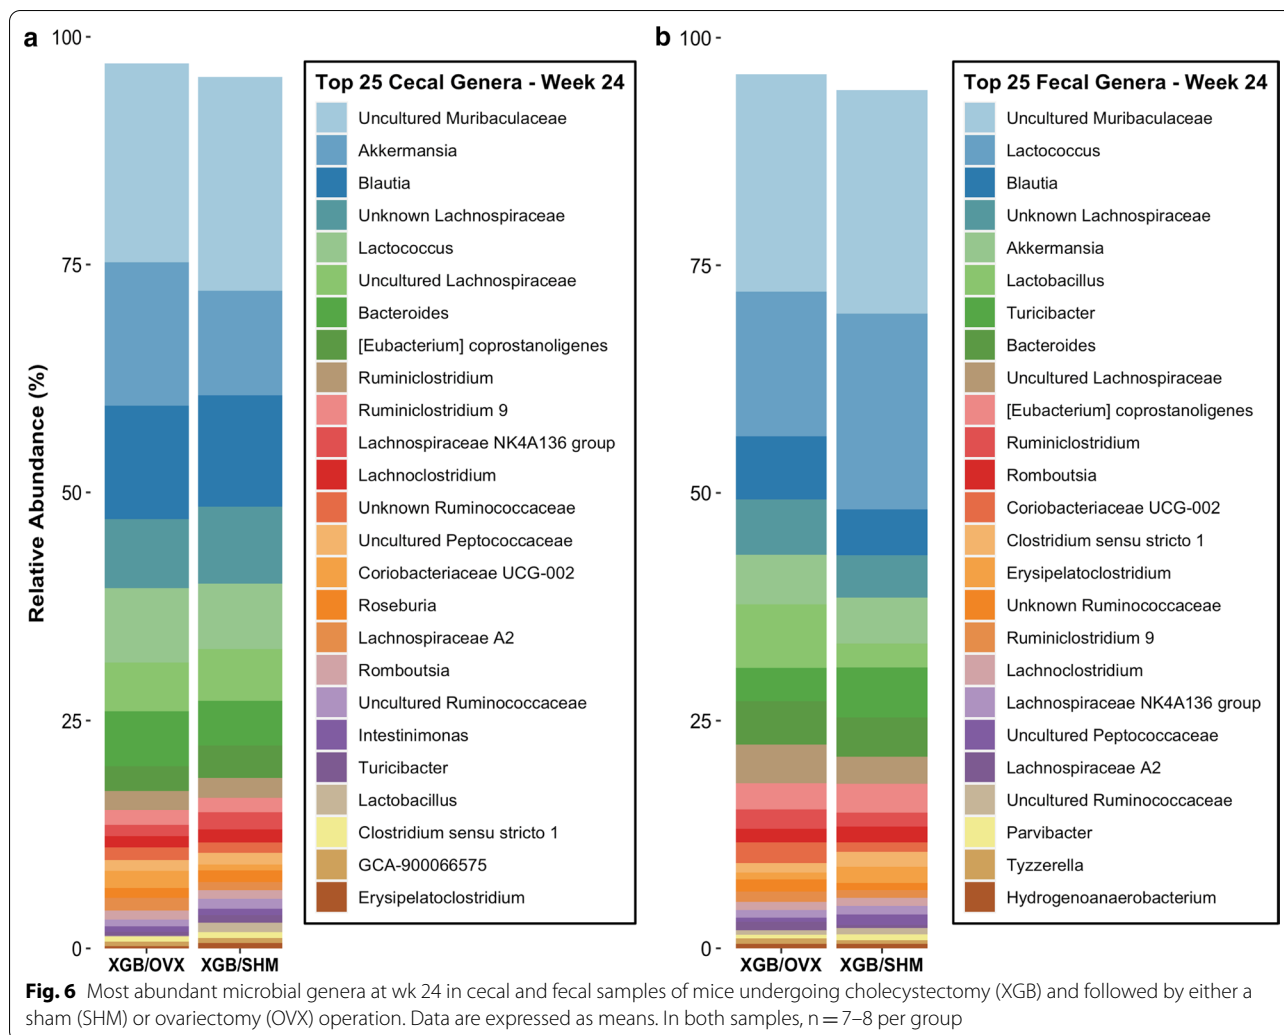 a
100
75
50
25
0
Relative Abundance (%)
XGB/OVX
XGB/SHM
Top 25 Cecal Genera - Week 24
Uncultured Muribaculaceae
Akkermansia
Blautia
Unknown Lachnospiraceae
Lactococcus
Uncultured Lachnospiraceae
Bacteroides
[Eubacterium] coprostanoligenes
Ruminiclostridium
Ruminiclostridium 9
Lachnospiraceae NK4A136 group
Lachnoclostridium
Unknown Ruminococcaceae
Uncultured Peptococcaceae
Coriobacteriaceae UCG-002
Roseburia
Lachnospiraceae A2
Romboutsia
Uncultured Ruminococcaceae
Intestinimonas
Turicibacter
Lactobacillus
Clostridium sensu stricto 1
GCA-900066575
Erysipelatoclostridium
b
100
75
50
25
0
XGB/OVX
XGB/SHM
Top 25 Fecal Genera - Week 24
Uncultured Muribaculaceae
Lactococcus
Blautia
Unknown Lachnospiraceae
Akkermansia
Lactobacillus
Turicibacter
Bacteroides
Uncultured Lachnospiraceae
[Eubacterium] coprostanoligenes
Ruminiclostridium
Romboutsia
Coriobacteriaceae UCG-002
Clostridium sensu stricto 1
Erysipelatoclostridium
Unknown Ruminococcaceae
Ruminiclostridium 9
Lachnoclostridium
Lachnospiraceae NK4A136 group
Uncultured Peptococcaceae
Lachnospiraceae A2
Uncultured Ruminococcaceae
Parvibacter
Tyzzerella
Hydrogenoanaerobacterium
Fig. 6 Most abundant microbial genera at wk 24 in cecal and fecal samples of mice undergoing cholecystectomy (XGB) and followed by either a
sham (SHM) or ovariectomy (OVX) operation. Data are expressed as means. In both samples, n = 7–8 per group